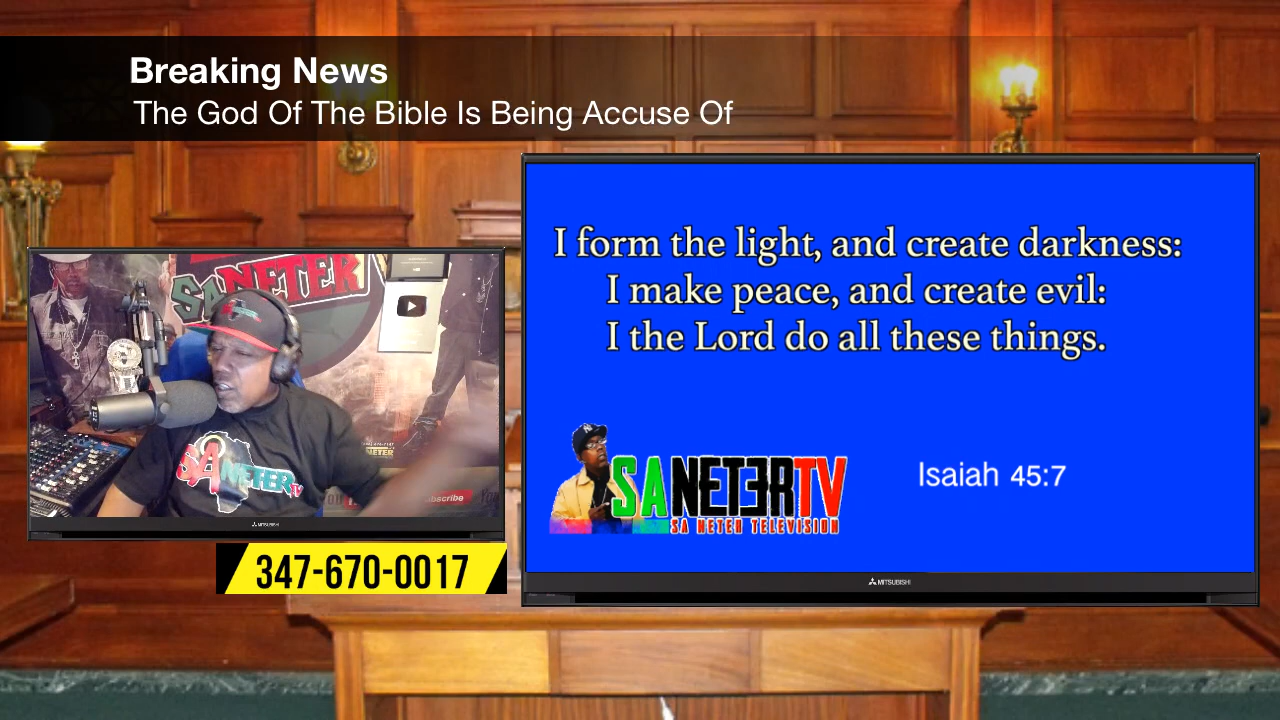 Breaking News
The God Of The Bible Is Being Accuse Of
I form the light, and create darkness:
I make peace, and create evil:
I the Lord do all these things.
SANETER
SANETER TV
MITSUBISHI
347-670-0017
SANETERTV
SA NETER TELEVISION
Isaiah 45:7
MITSUBISHI